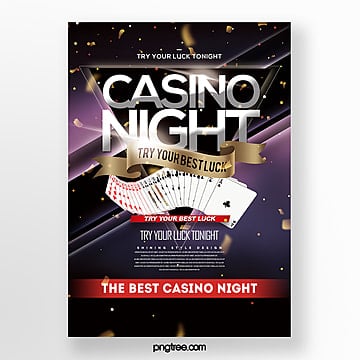 TRY YOUR LUCK TONIGHT
CASINO
NIGHT
TRY YOUR BEST LUCK
TRY YOUR BEST LUCK
TRY YOUR LUCK TONIGHT
SHINING STYLE DESIGN
THE BEST CASINO NIGHT
pngtree.com